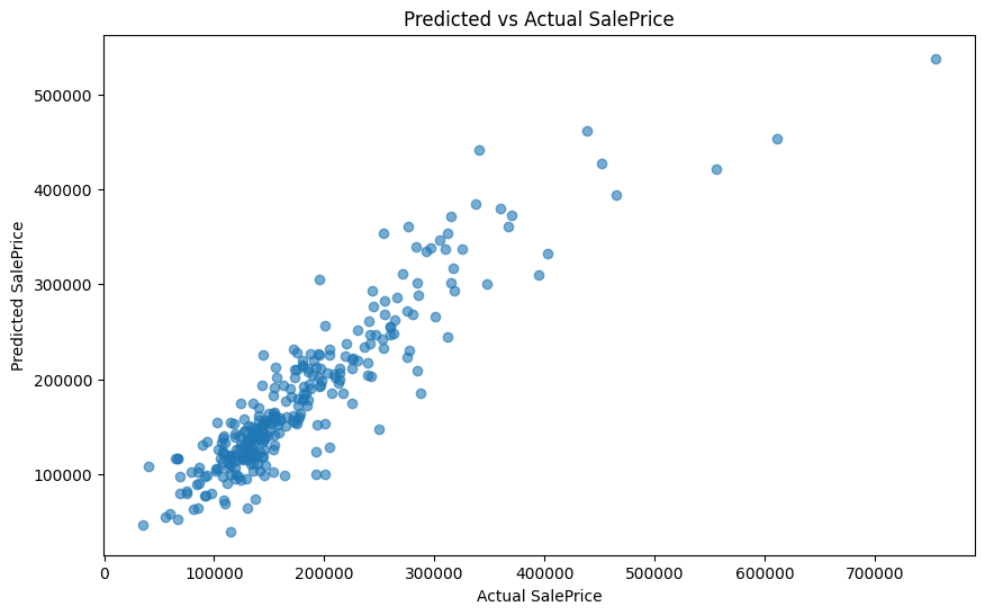 Predicted vs Actual SalePrice
500000
400000
300000
200000
100000
Predicted SalePrice
0 100000 200000 300000 400000 500000 600000 700000
Actual SalePrice